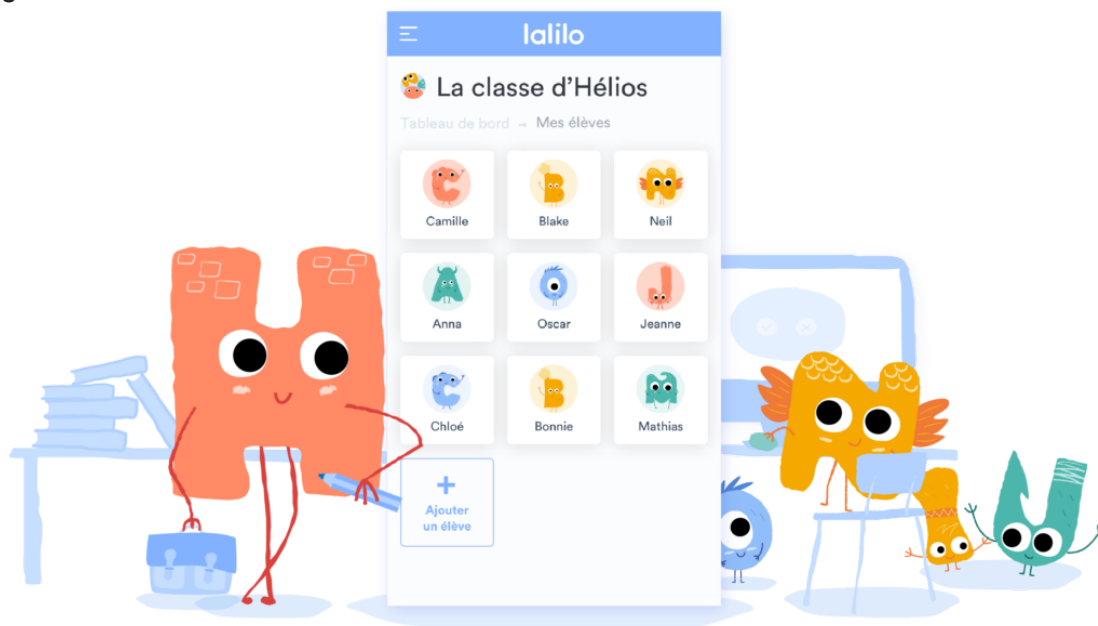 lalilo
La classe d'Hélios
Tableau de bord → Mes élèves
Camille
Blake
Neil
Anna
Oscar
Jeanne
Chloé
Bonnie
Mathias
+
Ajouter
un élève